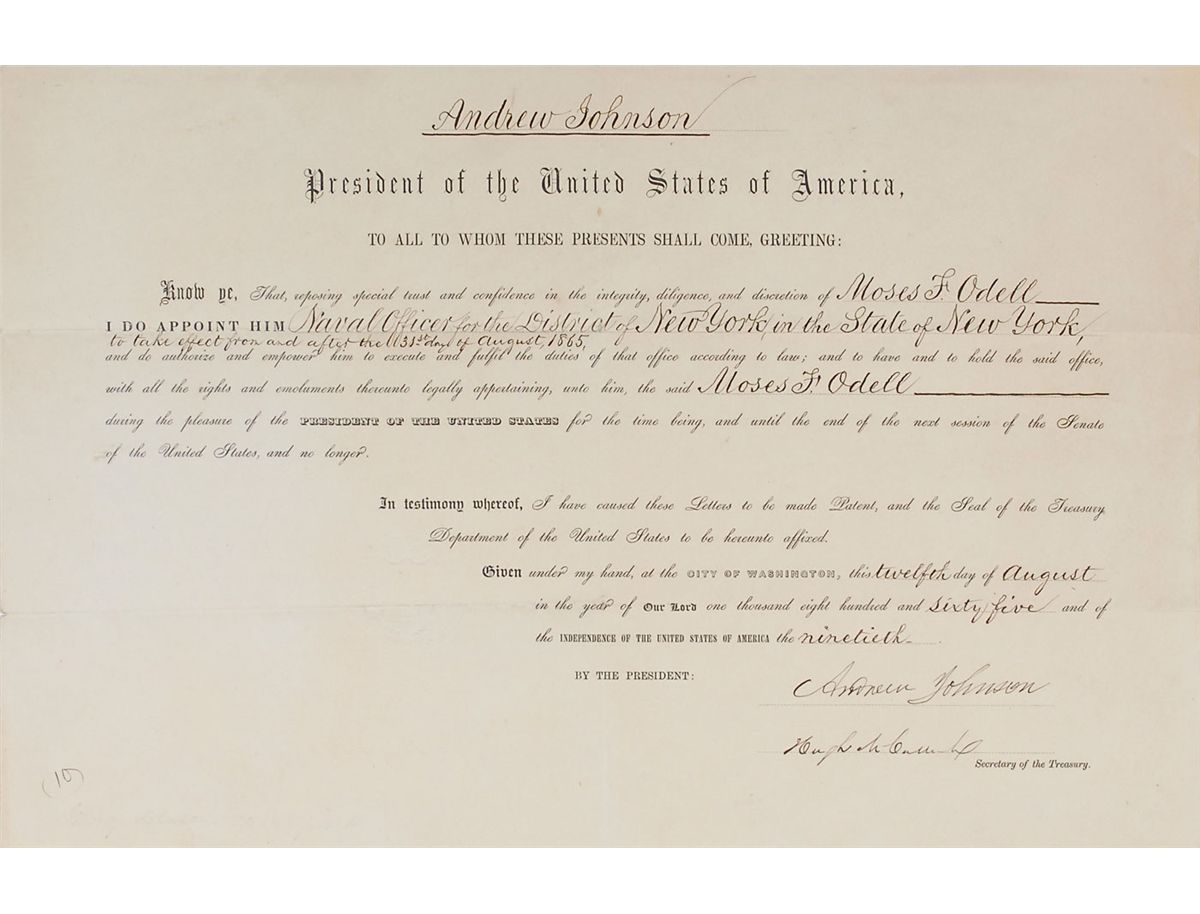 Andrew Johnson
President of the United States of America,
TO ALL TO WHOM THESE PRESENTS SHALL COME, GREETING:
Know ye, That, reposing special trust and confidence in the integrity, diligence, and discretion of Moses F. Odell
I DO APPOINT HIM Naval Officer for the District of New York, in the State of New York,
to take effect from and after the 31st day of August, 1865,
and do authorize and empower him to execute and fulfil the duties of that office according to law; and to have and to hold the said office,
with all the rights and emoluments thereunto legally appertaining, unto him, the said Moses F. Odell
during the pleasure of the PRESIDENT OF THE UNITED STATES for the time being, and until the end of the next session of the Senate
of the United States, and no longer.
In testimony whereof, I have caused these Letters to be made Patent, and the Seal of the Treasury
Department of the United States to be hereunto affixed.
Given under my hand, at the CITY OF WASHINGTON, this twelfth day of August
in the year of Our Lord one thousand eight hundred and sixty five and of
the INDEPENDENCE OF THE UNITED STATES OF AMERICA the ninetieth.
BY THE PRESIDENT:
Andrew Johnson
Hugh McCulloch
Secretary of the Treasury.
(10)